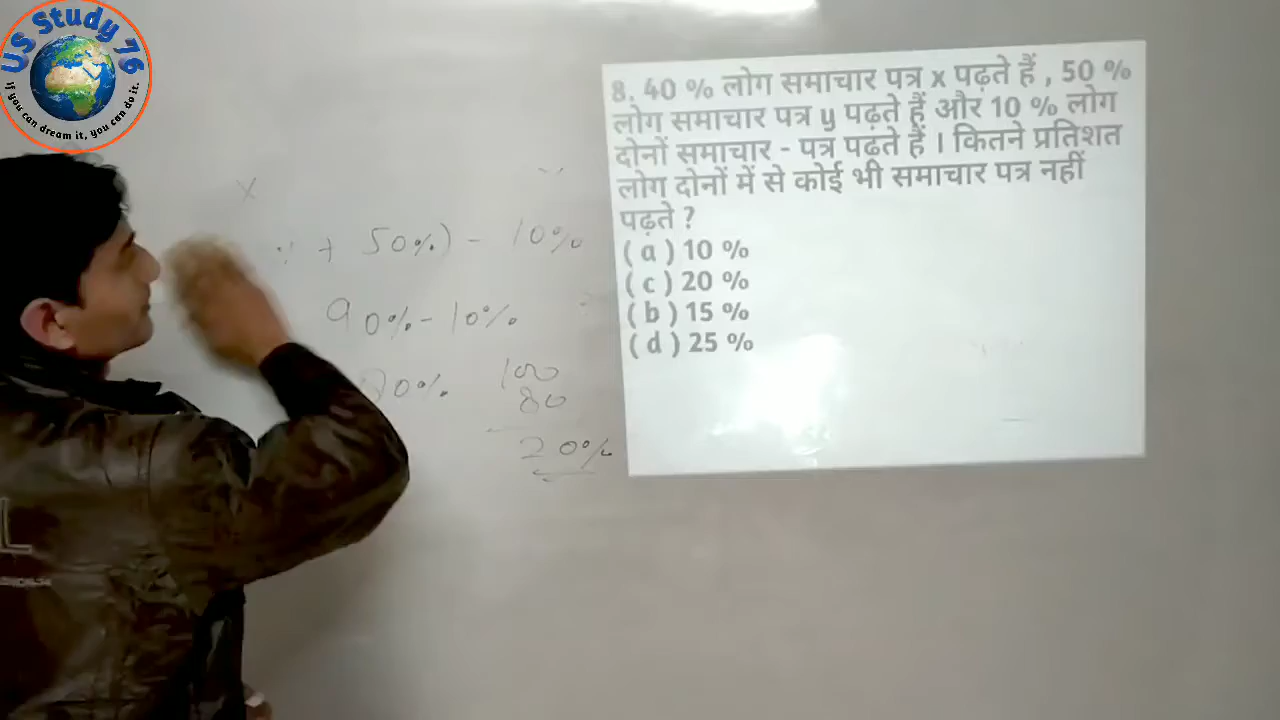 US Study 76
if you can dream it, you can do it.
8. 40 % लोग समाचार पत्र x पढ़ते हैं , 50 %
लोग समाचार पत्र y पढ़ते हैं और 10 % लोग
दोनों समाचार - पत्र पढते हैं । कितने प्रतिशत
लोग दोनों में से कोई भी समाचार पत्र नहीं
पढ़ते ?
( a ) 10 %
( c ) 20 %
( b ) 15 %
( d ) 25 %
X
+ 50%) - 10%
90% - 10%
80%
100
80
20%